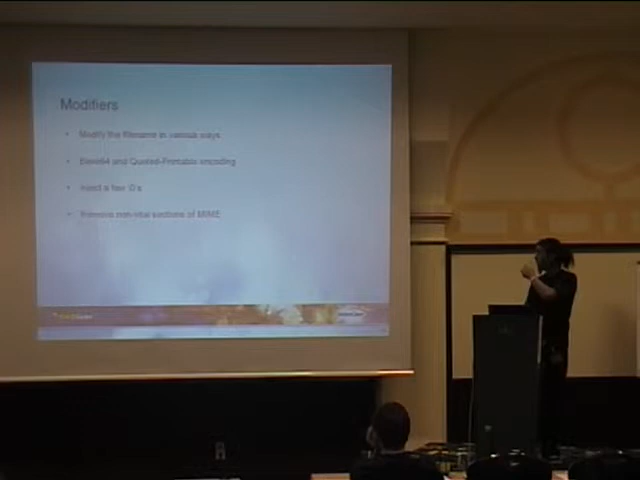 Modifiers
Modify the filename in various ways
Base64 and Quoted-Printable encoding
Insert a few \0's
Remove non-vital sections of MIME